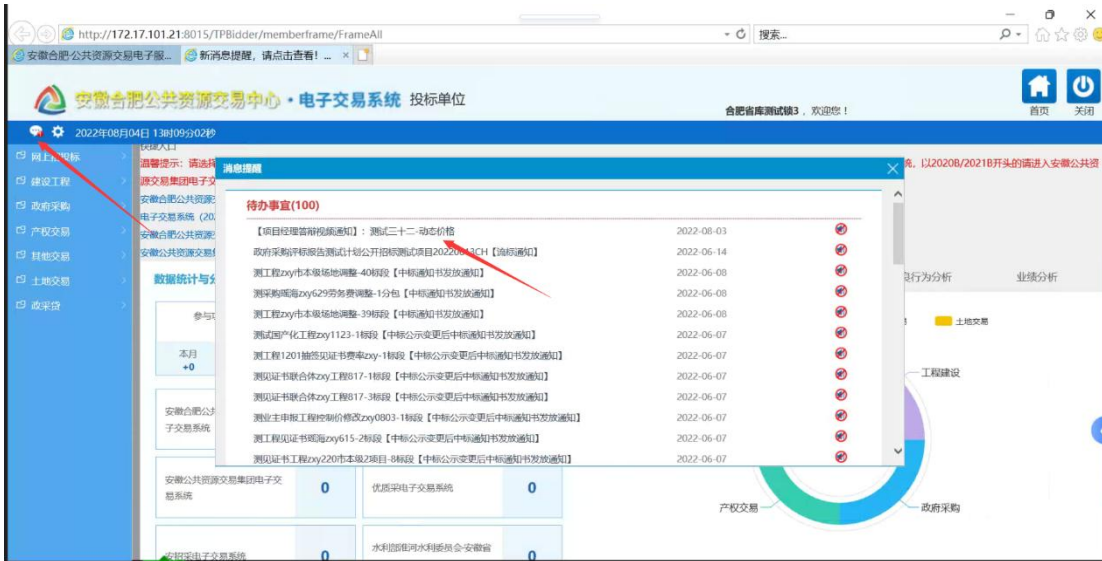 http://172.17.101.21:8015/TPBidder/memberframe/FrameAll
搜索...
安徽合肥公共资源交易电子服...
新消息提醒，请点击查看！...
安徽合肥公共资源交易中心·电子交易系统 投标单位
合肥省库测试锁3，欢迎您！
首页
关闭
2022年08月04日 13时09分02秒
网上招投标
建设工程
政府采购
产权交易
其他交易
土地交易
政采贷
快捷入口
温馨提示：请选择
统，以2020B/2021B开头的请进入安徽公共资
源交易集团电子交
安徽合肥公共资源
电子交易系统（20
安徽合肥公共资源
安徽公共资源交易
数据统计与分
消息提醒
待办事宜(100)
【项目经理答辩视频通知】：测试三十二-动态价格 2022-08-03
政府采购评标报告测试计划公开招标测试项目20220613CH【流标通知】 2022-06-14
测工程zxy市本级场地调整-40标段【中标通知书发放通知】 2022-06-08
测采购瑶海zxy629劳务费调整-1分包【中标通知书发放通知】 2022-06-08
测工程zxy市本级场地调整-39标段【中标通知书发放通知】 2022-06-08
测试国产化工程zxy1123-1标段【中标公示变更后中标通知书发放通知】 2022-06-07
测工程1201抽签见证书费率zxy-1标段【中标公示变更后中标通知书发放通知】 2022-06-07
测见证书联合体zxy工程817-1标段【中标公示变更后中标通知书发放通知】 2022-06-07
测见证书联合体zxy工程817-3标段【中标公示变更后中标通知书发放通知】 2022-06-07
测业主申报工程控制价修改zxy0803-1标段【中标公示变更后中标通知书发放通知】 2022-06-07
测工程见证书瑶海zxy615-2标段【中标公示变更后中标通知书发放通知】 2022-06-07
测见证书工程zxy220市本级2项目-8标段【中标公示变更后中标通知书发放通知】 2022-06-07
行为分析
业绩分析
参与项
本月
+0
土地交易
工程建设
产权交易
政府采购
安徽合肥公共
子交易系统
安徽公共资源交易集团电子交
易系统
0
优质采电子交易系统
0
安招采电子交易系统
0
水利部淮河水利委员会·安徽省
0